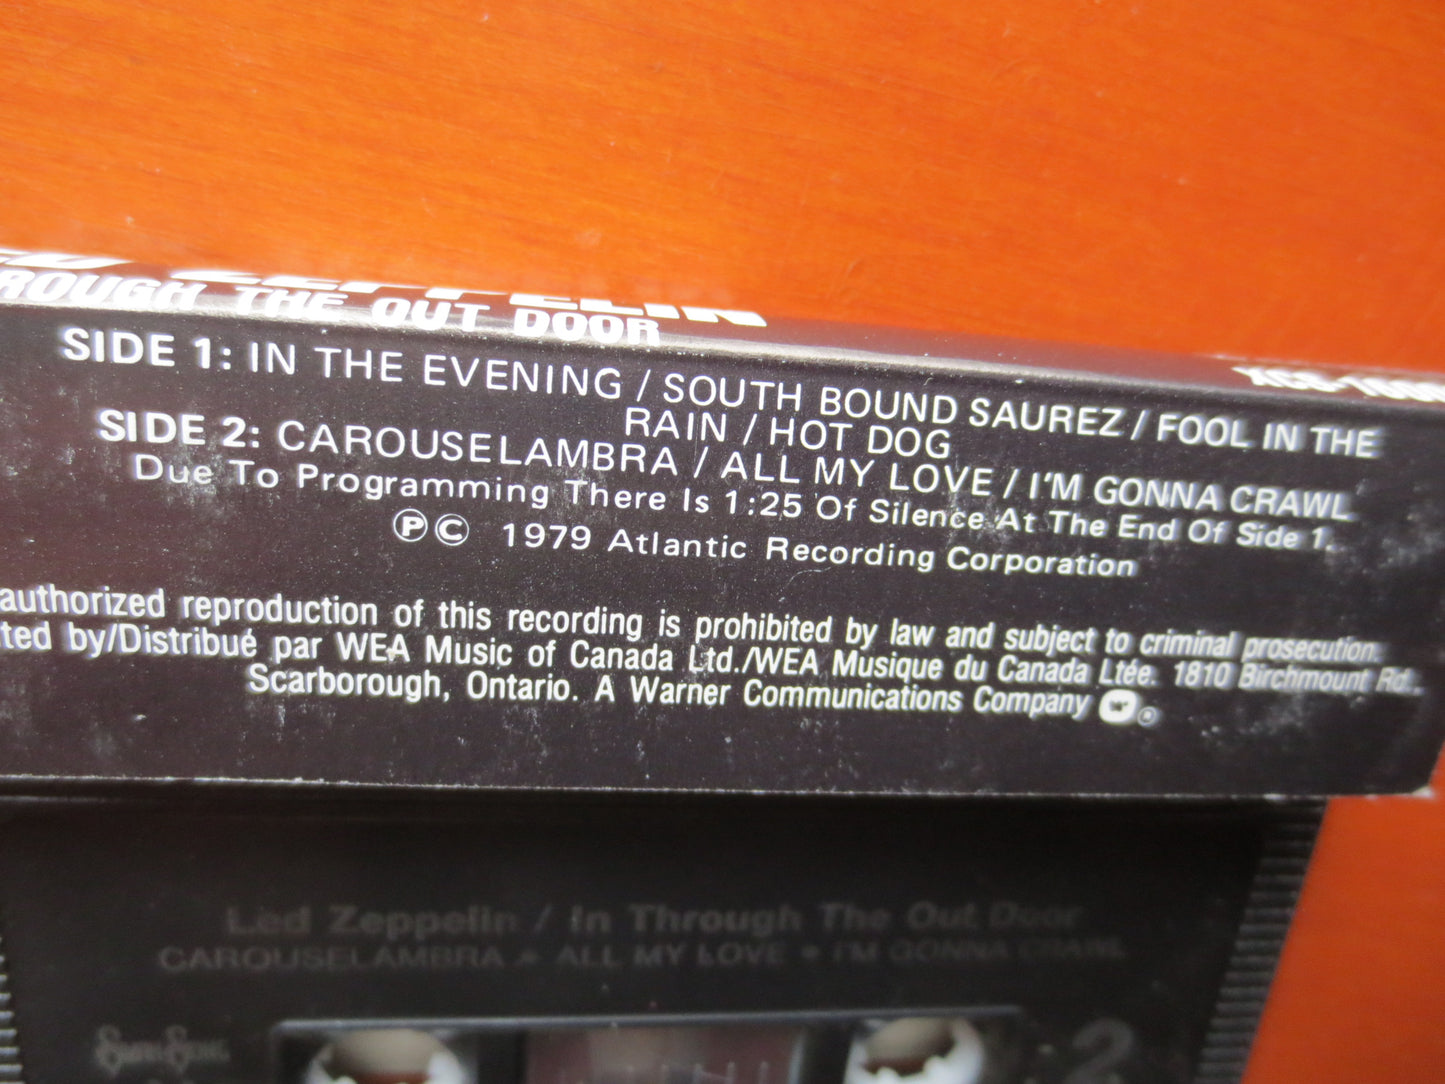 ZEPPELIN
THE OUT DOOR
SIDE 1: IN THE EVENING / SOUTH BOUND SAUREZ / FOOL IN THE
RAIN / HOT DOG
SIDE 2: CAROUSELAMBRA / ALL MY LOVE / I'M GONNA CRAWL
Due To Programming There Is 1:25 Of Silence At The End Of Side 1.
Ⓟ © 1979 Atlantic Recording Corporation
authorized reproduction of this recording is prohibited by law and subject to criminal prosecution.
ted by/Distribué par WEA Music of Canada Ltd./WEA Musique du Canada Ltée. 1810 Birchmount Rd.,
Scarborough, Ontario. A Warner Communications Company ®
Led Zeppelin / In Through The Out Door
CAROUSELAMBRA • ALL MY LOVE • I'M GONNA CRAWL
Swan Song
2